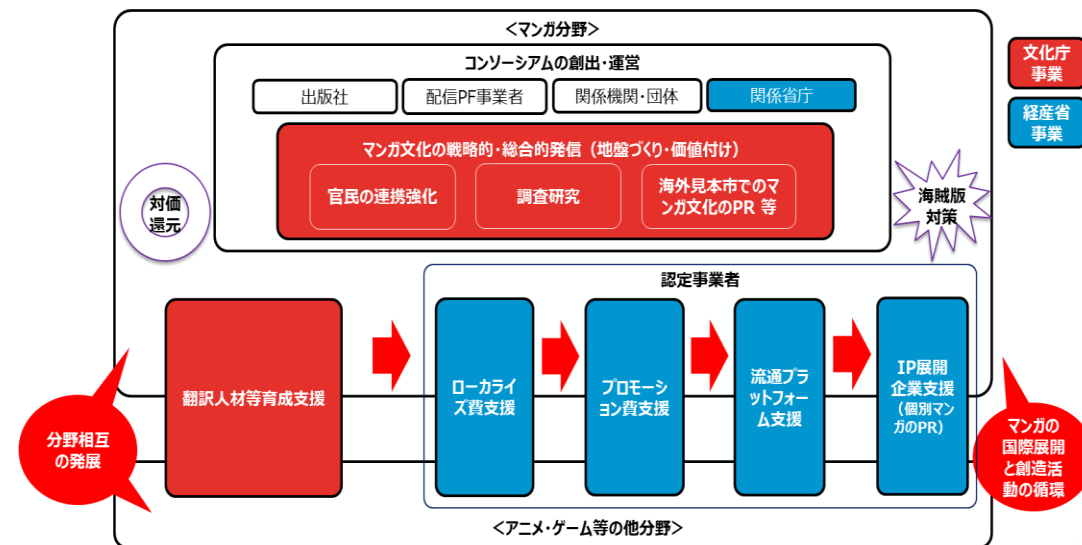 <マンガ分野>
コンソーシアムの創出・運営
出版社
配信PF事業者
関係機関・団体
関係省庁
文化庁
事業
経産省
事業
マンガ文化の戦略的・総合的発信（地盤づくり・価値付け）
官民の連携強化
調査研究
海外見本市でのマ
ンガ文化のPR 等
対価
還元
海賊版
対策
認定事業者
翻訳人材等育成支援
ローカライ
ズ費支援
プロモーシ
ョン費支援
流通プラ
ットフォー
ム支援
IP展開
企業支援
（個別マン
ガのPR）
分野相互
の発展
マンガの
国際展開
と創造活
動の循環
<アニメ・ゲーム等の他分野>